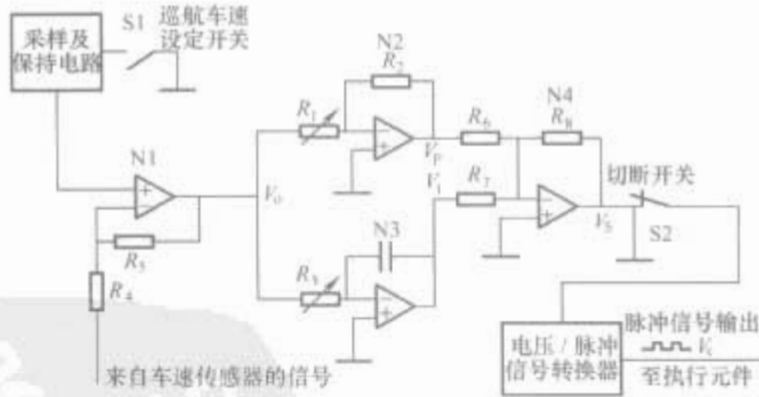 采样及
保持电路
S1
巡航车速
设定开关
N1
+
−
R₅
R₄
来自车速传感器的信号
V₀
R₁
N2
R₂
−
+
Vₚ
R₃
N3
−
+
V₁
R₆
R₇
N4
R₈
−
+
Vₛ
切断开关
S2
电压/脉冲
信号转换器
脉冲信号输出
至执行元件